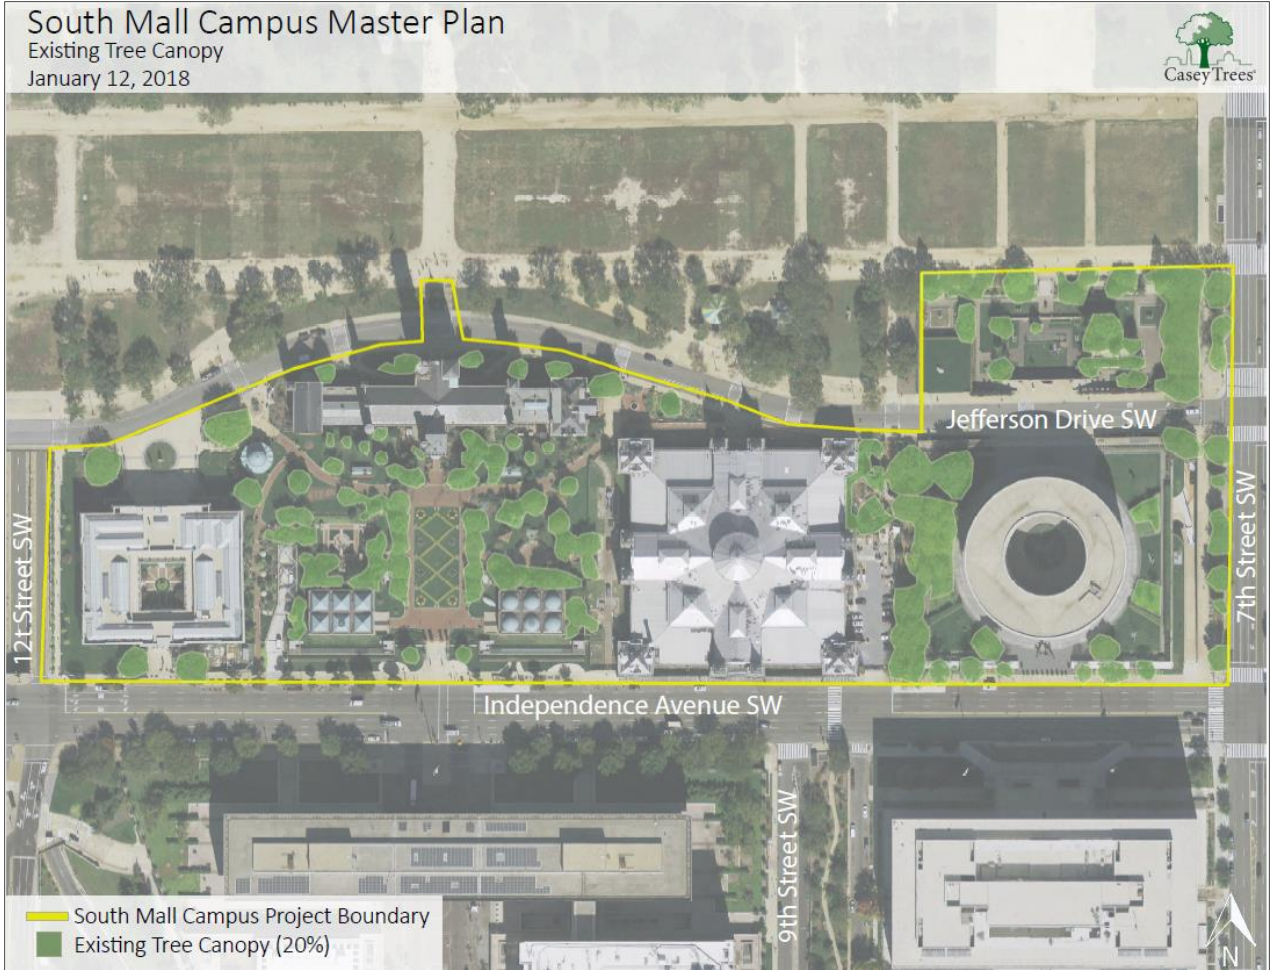 South Mall Campus Master Plan
Existing Tree Canopy
January 12, 2018
Casey Trees
Jefferson Drive SW
12t Street SW
7th Street SW
Independence Avenue SW
9th Street SW
South Mall Campus Project Boundary
Existing Tree Canopy (20%)
N